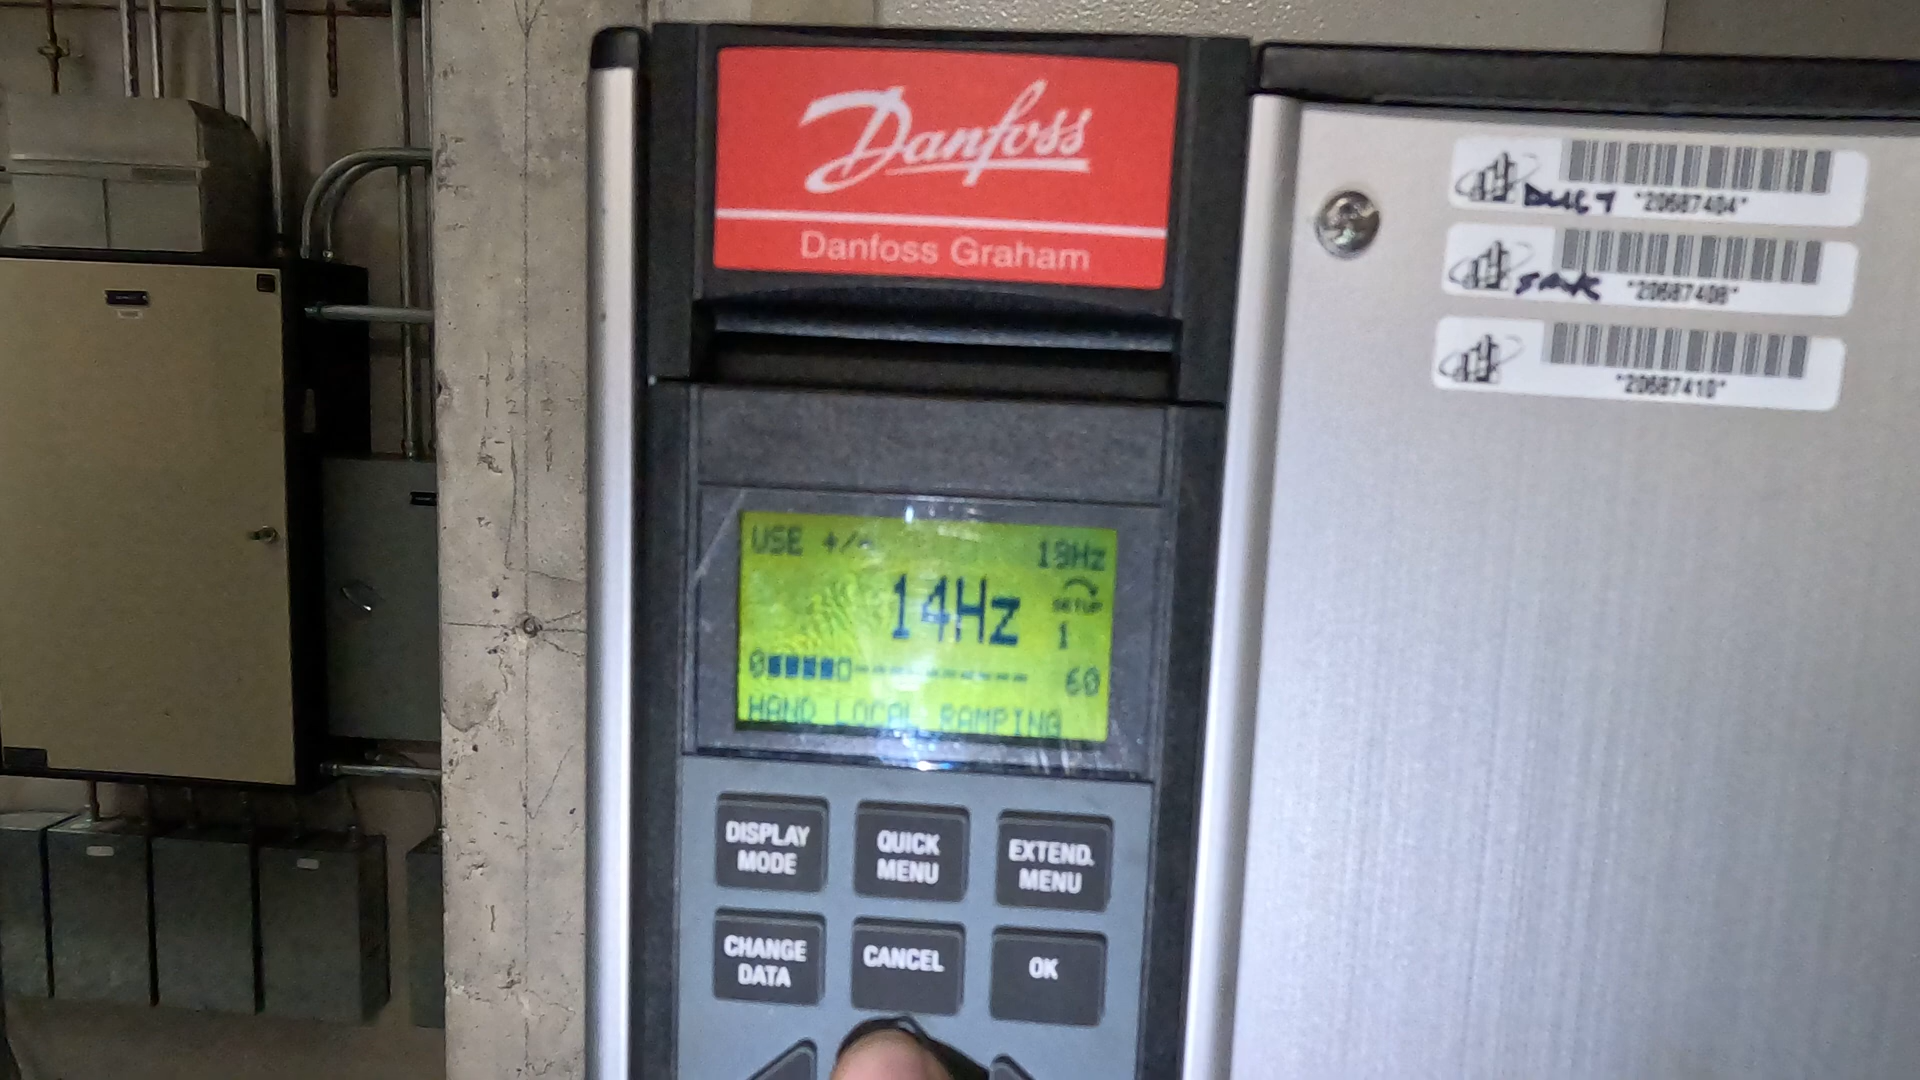 Danfoss
Danfoss Graham
DUCT *20687404*
*20687408*
*20687410*
USE +/-
18Hz
14Hz
SETUP
1
0
60
HAND LOCAL RAMPING
DISPLAY MODE
QUICK MENU
EXTEND. MENU
CHANGE DATA
CANCEL
OK